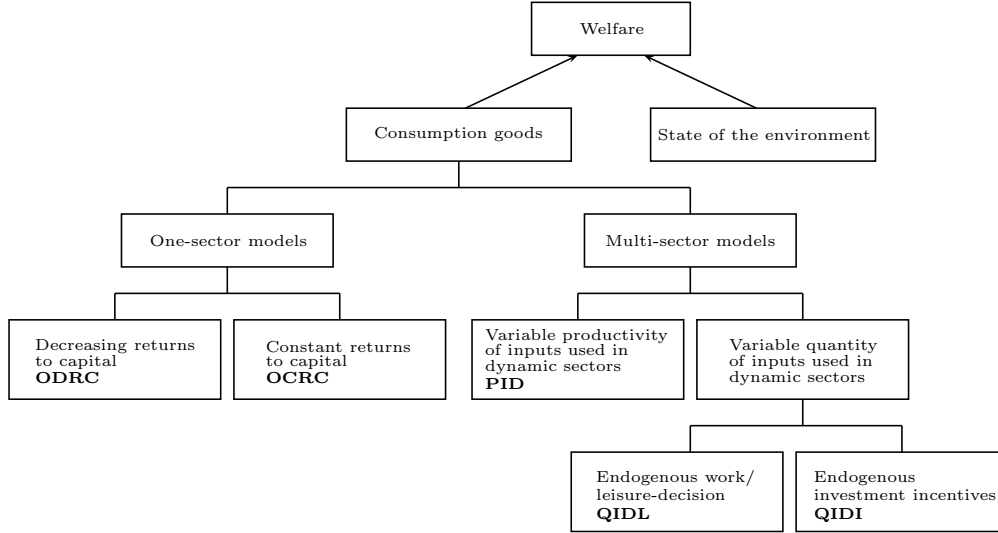 Welfare
Consumption goods
State of the environment
One-sector models
Multi-sector models
Decreasing returns
to capital
ODRC
Constant returns
to capital
OCRC
Variable productivity
of inputs used in
dynamic sectors
PID
Variable quantity
of inputs used in
dynamic sectors
Endogenous work/
leisure-decision
QIDL
Endogenous
investment incentives
QIDI